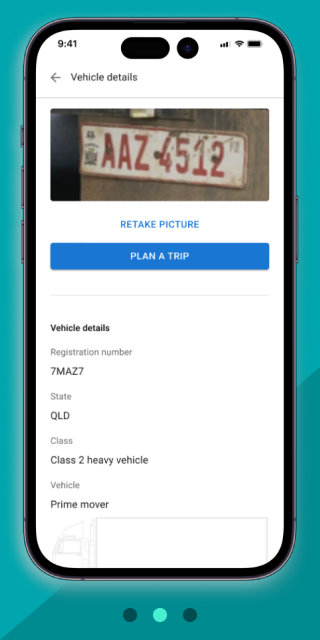 9:41
Vehicle details
AAZ 4512
RETAKE PICTURE
PLAN A TRIP
Vehicle details
Registration number
7MAZ7
State
QLD
Class
Class 2 heavy vehicle
Vehicle
Prime mover